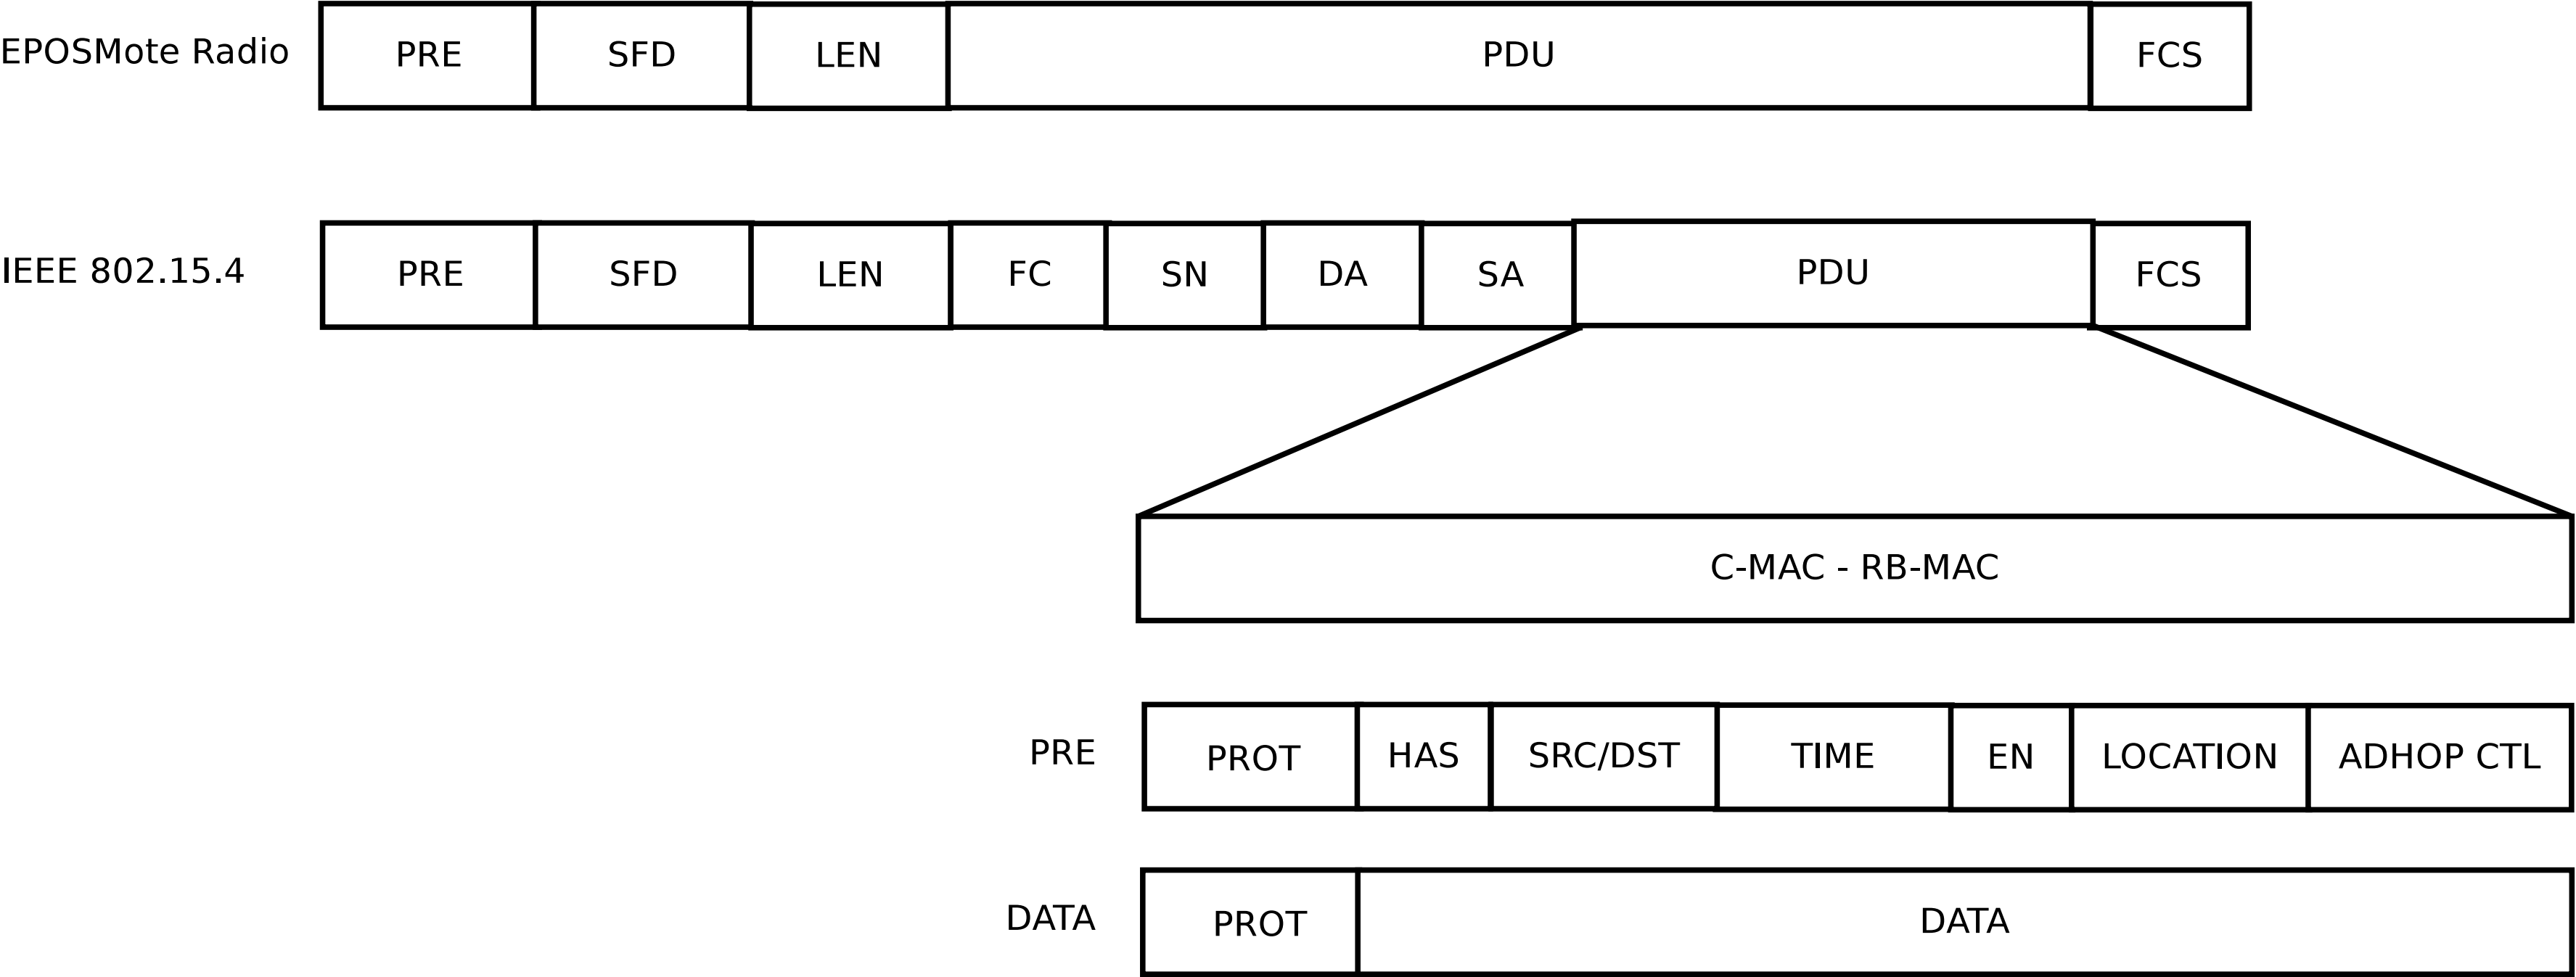 EPOSMote Radio PRE SFD LEN PDU FCS
IEEE 802.15.4 PRE SFD LEN FC SN DA SA PDU FCS
C-MAC - RB-MAC
PRE PROT HAS SRC/DST TIME EN LOCATION ADHOP CTL
DATA PROT DATA